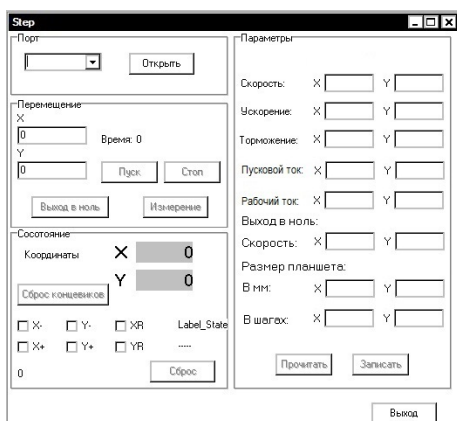 Step
Порт
Открыть
Перемещение
X
0
Время: 0
Y
0
Пуск
Стоп
Выход в ноль
Измерение
Сосотояние
Координаты
X
0
Y
0
Сброс концевиков
X-
Y-
XR
Label_State
X+
Y+
YR
-----
0
Сброс
Параметры
Скорость: X Y
Ускорение: X Y
Торможение: X Y
Пусковой ток: X Y
Рабочий ток: X Y
Выход в ноль:
Скорость: X Y
Размер планшета:
В мм: X Y
В шагах: X Y
Прочитать
Записать
Выход